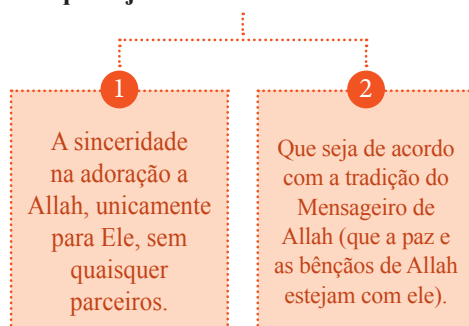 1
A sinceridade
na adoração a
Allah, unicamente
para Ele, sem
quaisquer
parceiros.
2
Que seja de acordo
com a tradição do
Mensageiro de
Allah (que a paz e
as bênçãos de Allah
estejam com ele).